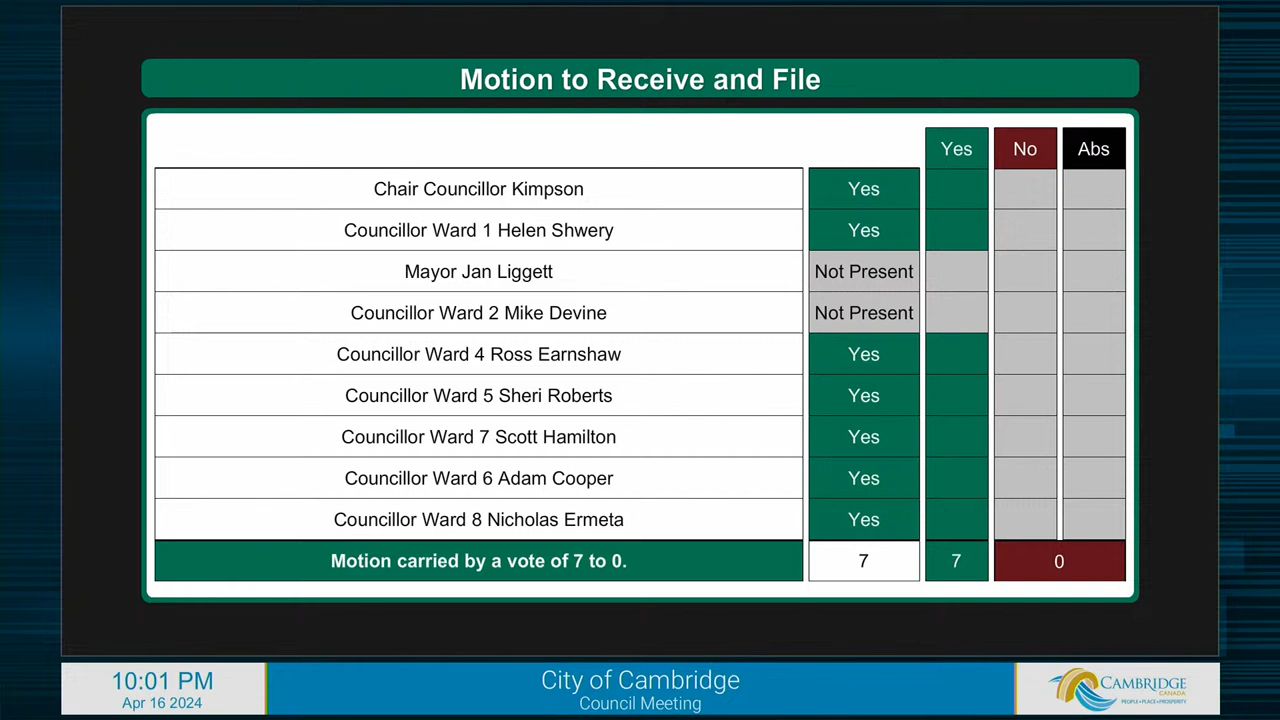 Motion to Receive and File
Yes No Abs
Chair Councillor Kimpson Yes
Councillor Ward 1 Helen Shwery Yes
Mayor Jan Liggett Not Present
Councillor Ward 2 Mike Devine Not Present
Councillor Ward 4 Ross Earnshaw Yes
Councillor Ward 5 Sheri Roberts Yes
Councillor Ward 7 Scott Hamilton Yes
Councillor Ward 6 Adam Cooper Yes
Councillor Ward 8 Nicholas Ermeta Yes
Motion carried by a vote of 7 to 0. 7 7 0
10:01 PM
Apr 16 2024
City of Cambridge
Council Meeting
CAMBRIDGE
CANADA
PEOPLE • PLACE • PROSPERITY